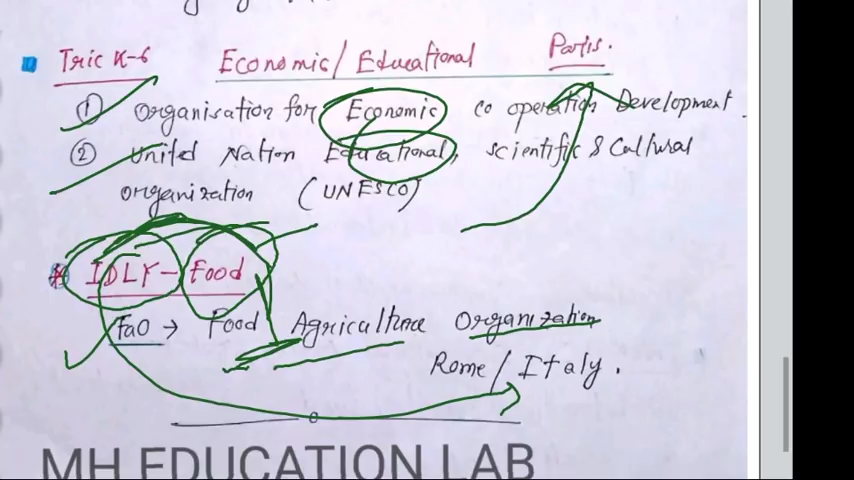 Trick-6 Economic/Educational Paris.
① Organisation for Economic co operation Development.
② United Nation Educational, scientific & Cultural
organization (UNESCO)
IDLY-Food
FaO → Food Agriculture Organization
Rome/Italy.
MH EDUCATION LAB